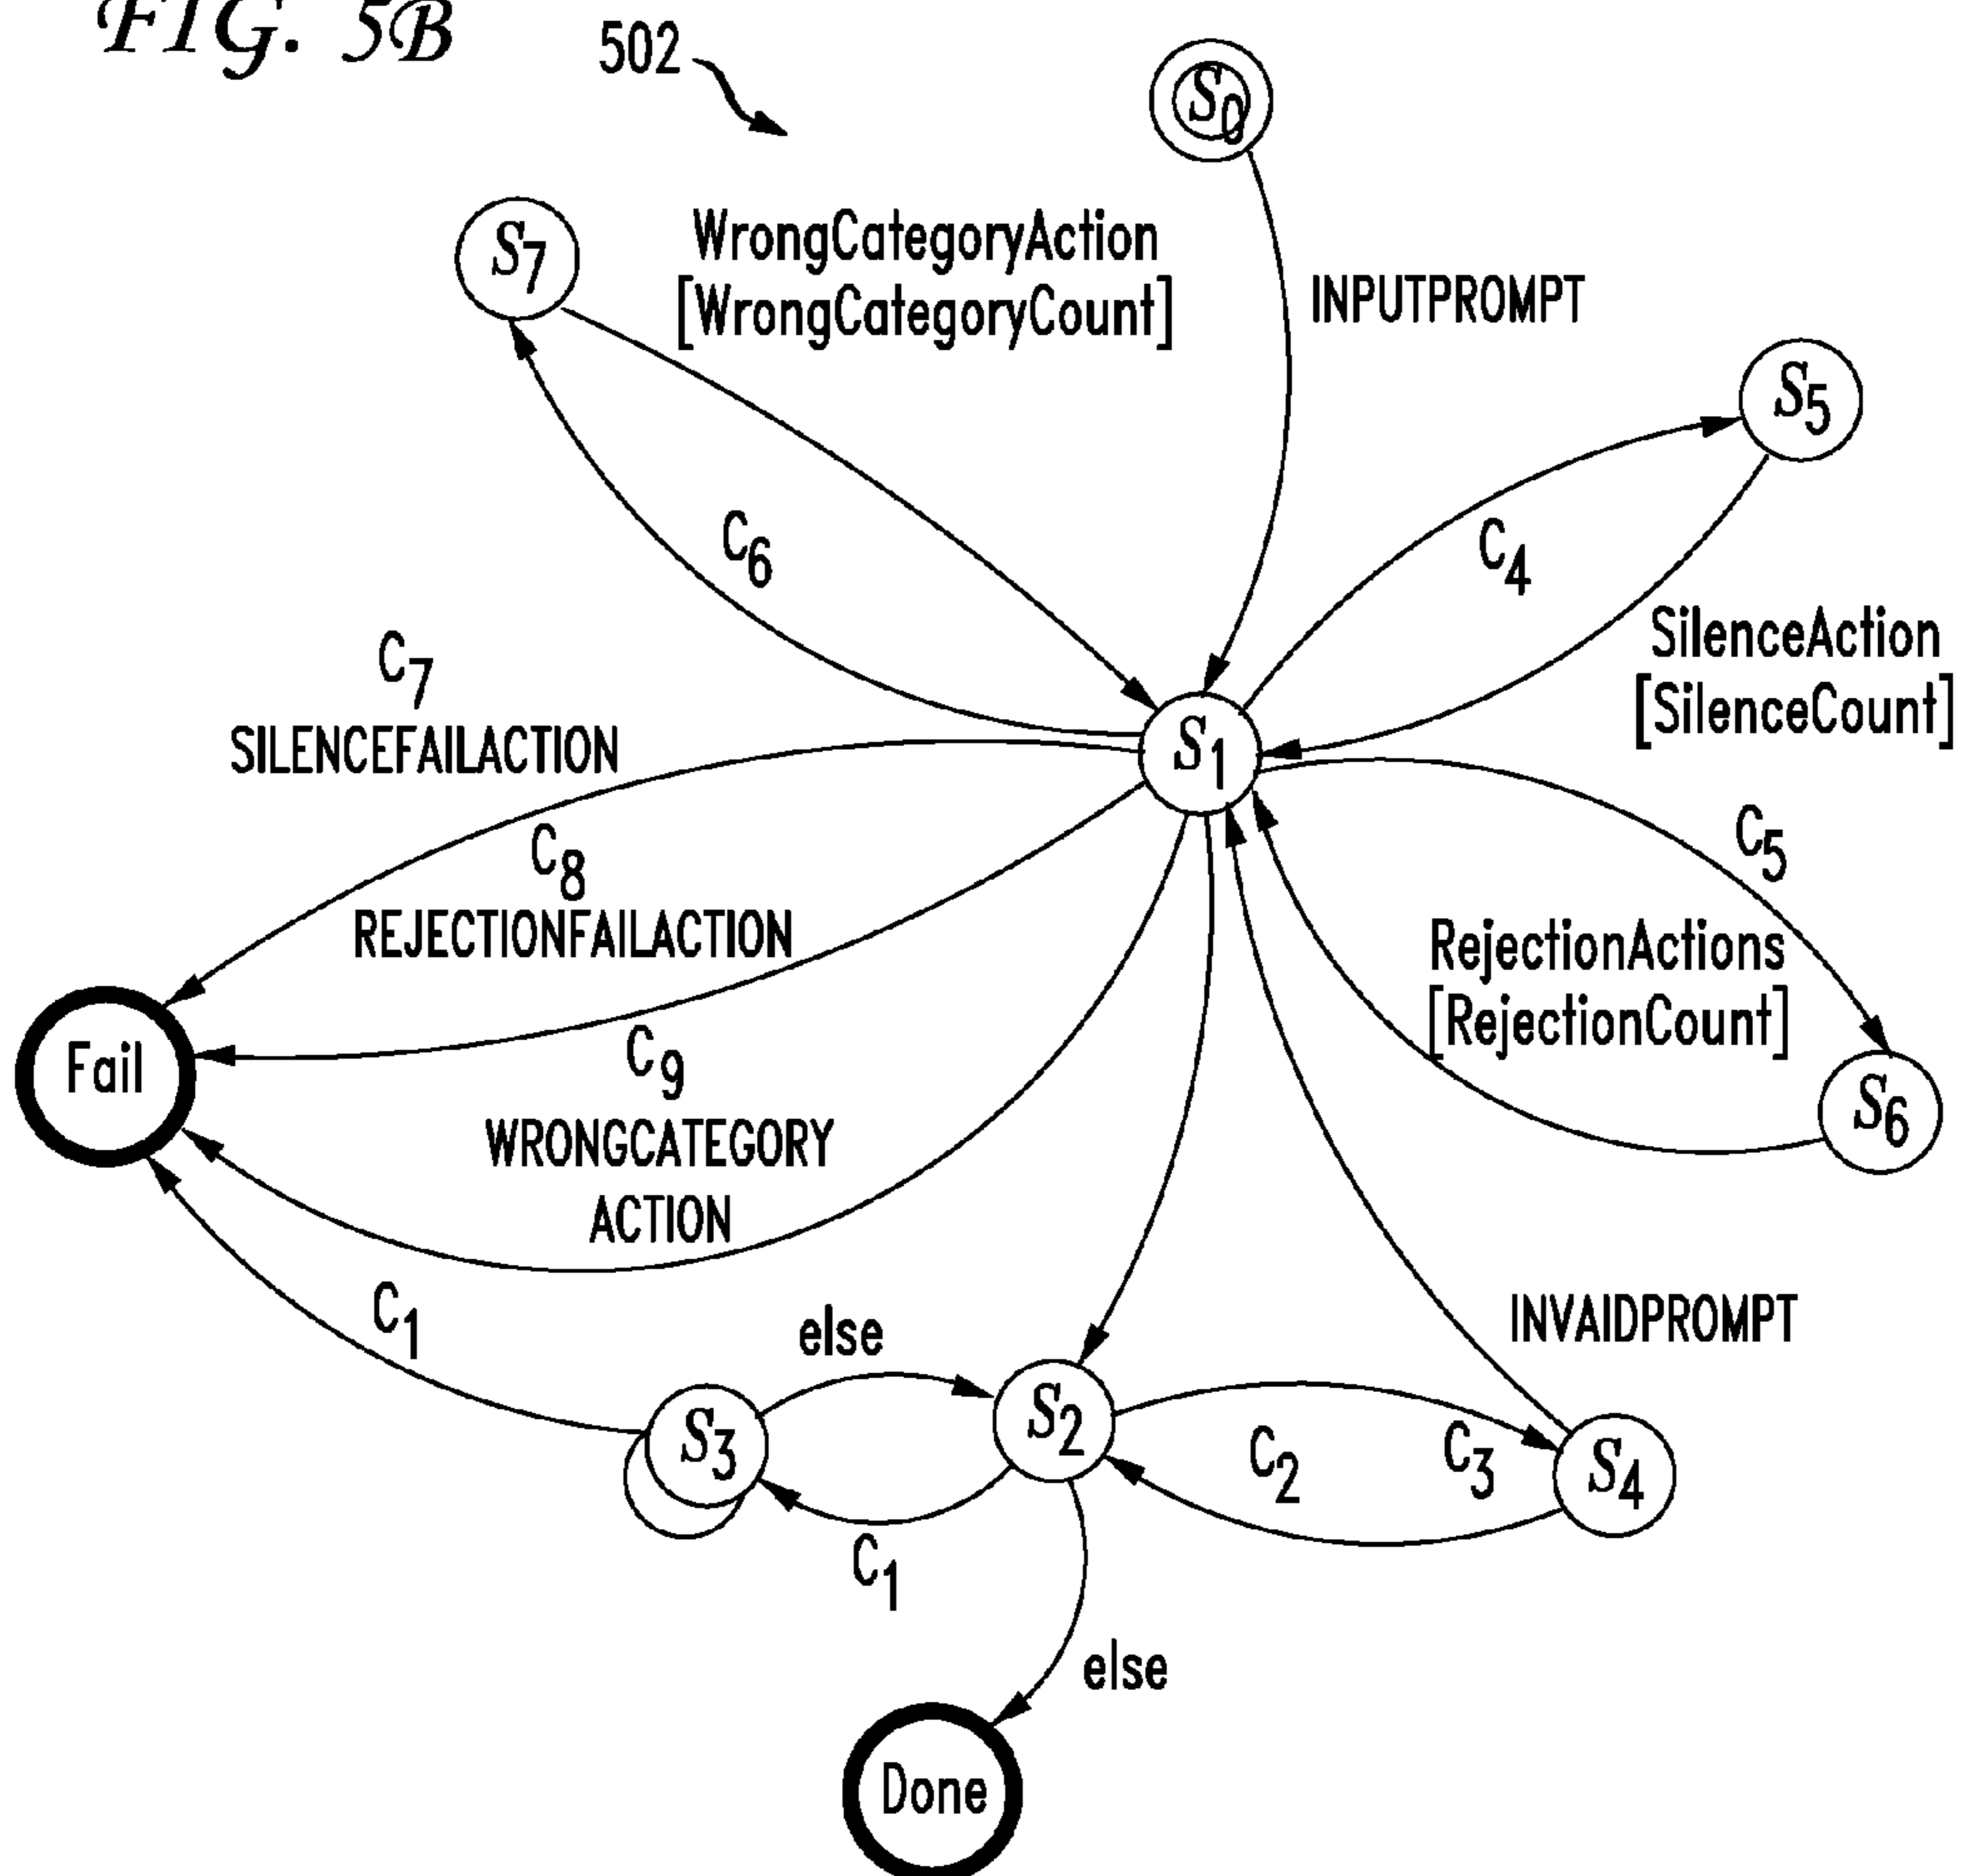 FIG. 5B
502
S0
S7
WrongCategoryAction
[WrongCategoryCount]
INPUTPROMPT
S5
C6
C4
SilenceAction
[SilenceCount]
C7
SILENCEFAILACTION
S1
C5
C8
REJECTIONFAILACTION
RejectionActions
[RejectionCount]
Fail
C9
WRONGCATEGORY
ACTION
S6
C1
else
INVAIDPROMPT
S3
S2
C2
C3
S4
C1
else
Done